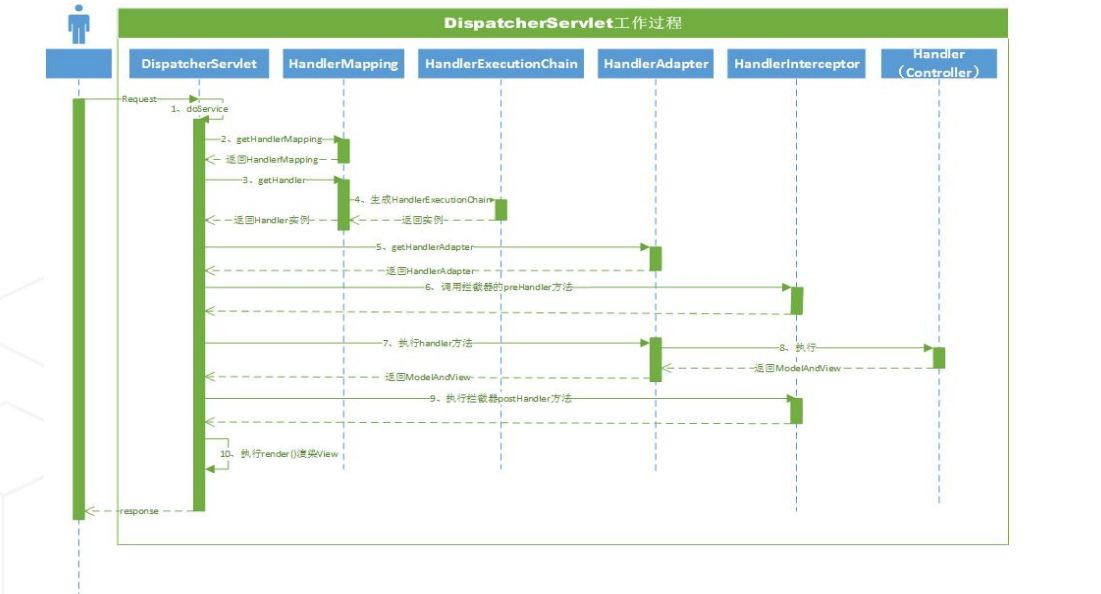 DispatcherServlet工作过程
DispatcherServlet
HandlerMapping
HandlerExecutionChain
HandlerAdapter
HandlerInterceptor
Handler
（Controller）
Request
1、doService
2、getHandlerMapping
返回HandlerMapping
3、getHandler
4、生成HandlerExecutionChain
返回Handler实例
返回实例
5、getHandlerAdapter
返回HandlerAdapter
6、调用拦截器的preHandler方法
7、执行handler方法
8、执行
返回ModelAndView
返回ModelAndView
9、执行拦截器postHandler方法
10、执行render()渲染View
response